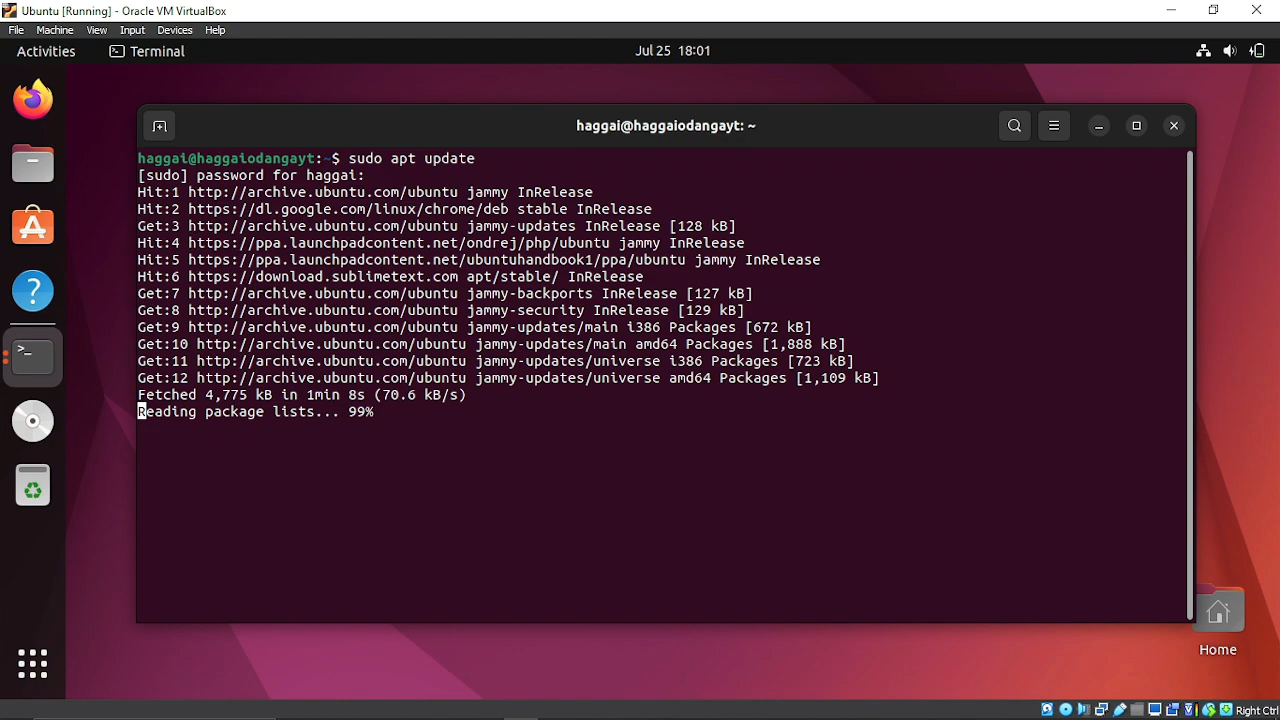 Ubuntu [Running] - Oracle VM VirtualBox
File Machine View Input Devices Help
Activities Terminal Jul 25 18:01
haggai@haggaiodangayt: ~
haggai@haggaiodangayt:~$ sudo apt update
[sudo] password for haggai:
Hit:1 http://archive.ubuntu.com/ubuntu jammy InRelease
Hit:2 https://dl.google.com/linux/chrome/deb stable InRelease
Get:3 http://archive.ubuntu.com/ubuntu jammy-updates InRelease [128 kB]
Hit:4 https://ppa.launchpadcontent.net/ondrej/php/ubuntu jammy InRelease
Hit:5 https://ppa.launchpadcontent.net/ubuntuhandbook1/ppa/ubuntu jammy InRelease
Hit:6 https://download.sublimetext.com apt/stable/ InRelease
Get:7 http://archive.ubuntu.com/ubuntu jammy-backports InRelease [127 kB]
Get:8 http://archive.ubuntu.com/ubuntu jammy-security InRelease [129 kB]
Get:9 http://archive.ubuntu.com/ubuntu jammy-updates/main i386 Packages [672 kB]
Get:10 http://archive.ubuntu.com/ubuntu jammy-updates/main amd64 Packages [1,888 kB]
Get:11 http://archive.ubuntu.com/ubuntu jammy-updates/universe i386 Packages [723 kB]
Get:12 http://archive.ubuntu.com/ubuntu jammy-updates/universe amd64 Packages [1,109 kB]
Fetched 4,775 kB in 1min 8s (70.6 kB/s)
Reading package lists... 99%
Home
Right Ctrl